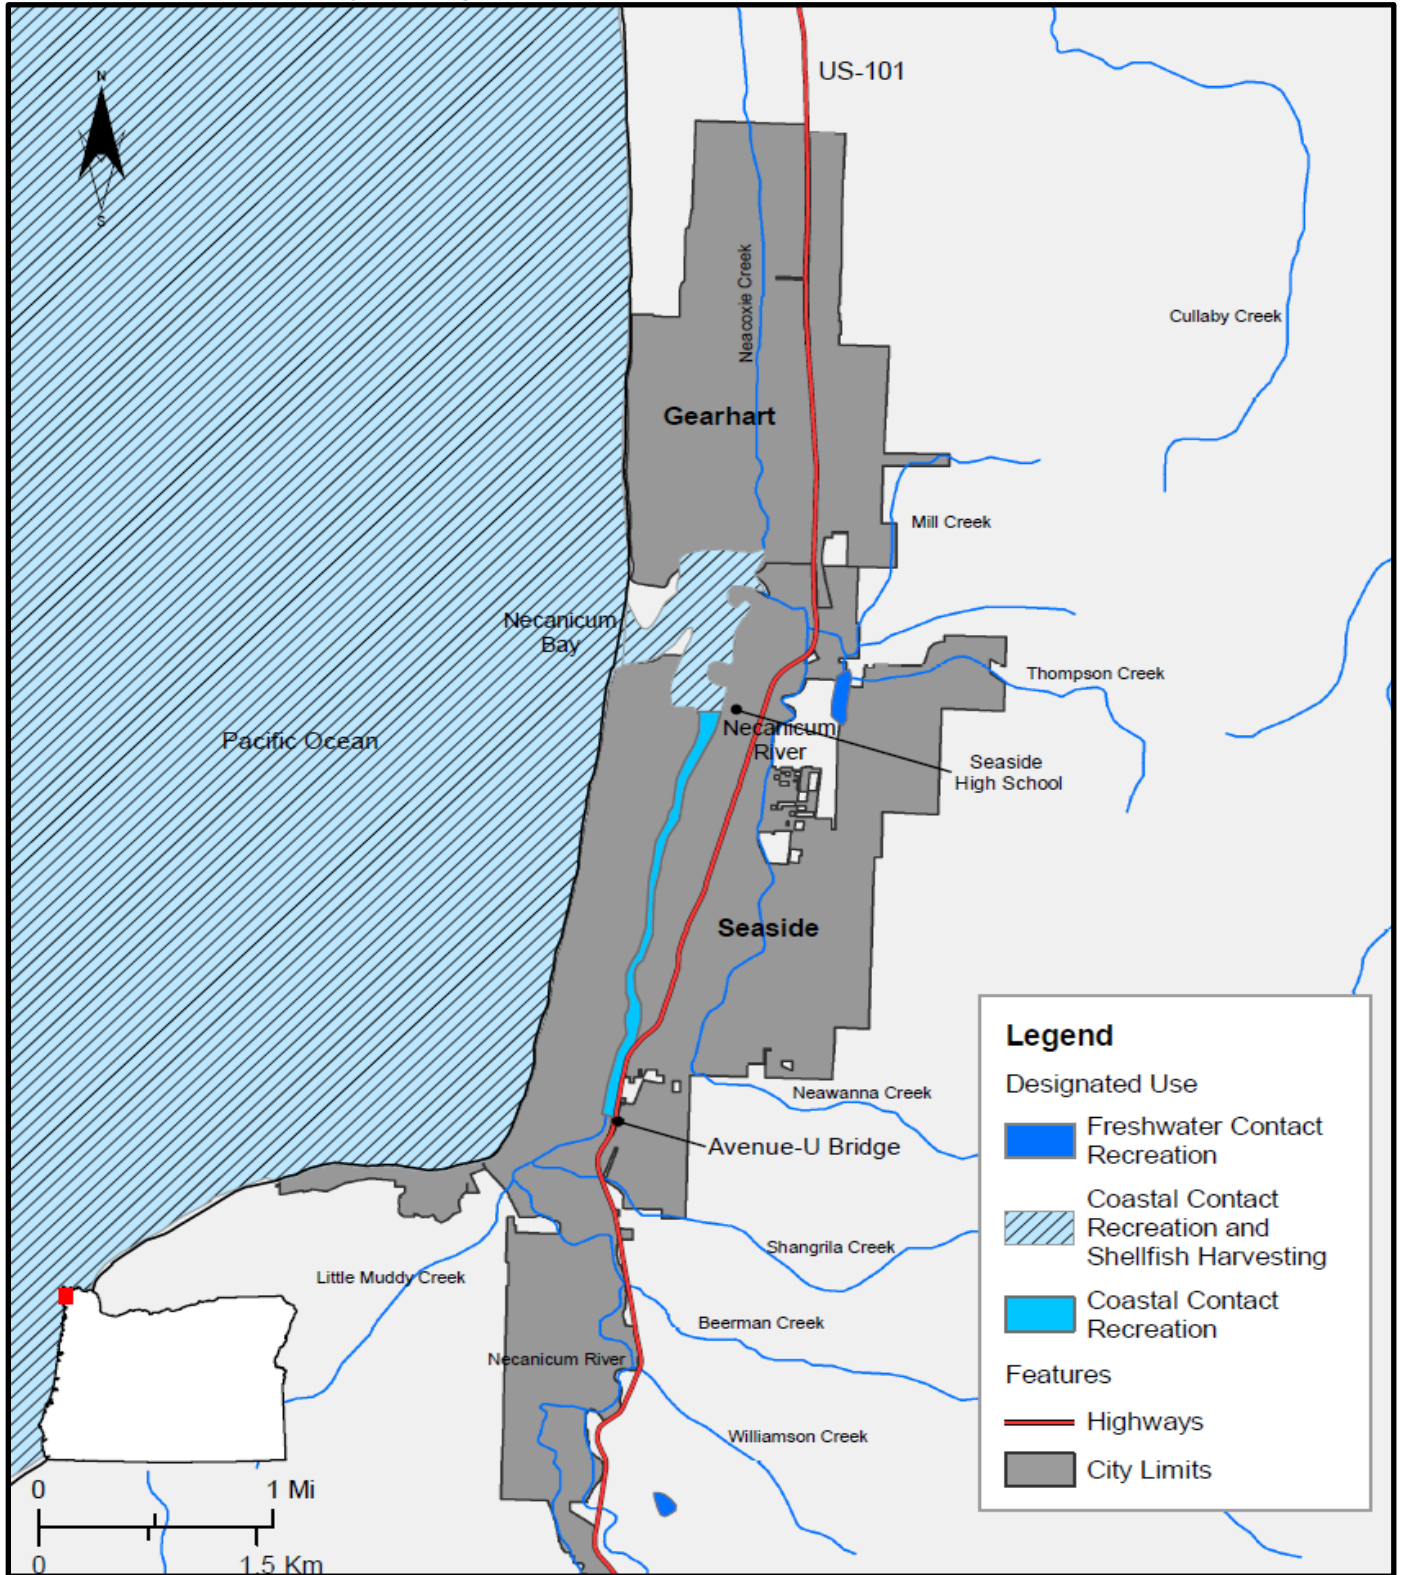 N
S
US-101
Neacoxie Creek
Cullaby Creek
Gearhart
Mill Creek
Necanicum
Bay
Thompson Creek
Pacific Ocean
Necanicum
River
Seaside
High School
Seaside
Legend
Designated Use
Freshwater Contact
Recreation
Coastal Contact
Recreation and
Shellfish Harvesting
Coastal Contact
Recreation
Features
Highways
City Limits
Neawanna Creek
Avenue-U Bridge
Shangrila Creek
Little Muddy Creek
Beerman Creek
Necanicum River
Williamson Creek
0 1 Mi
0 1.5 Km